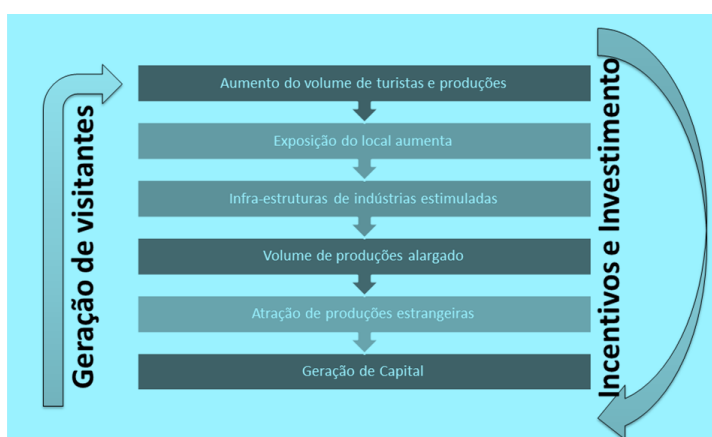 Geração de visitantes
Aumento do volume de turistas e produções
Exposição do local aumenta
Infra-estruturas de indústrias estimuladas
Volume de produções alargado
Atração de produções estrangeiras
Geração de Capital
Incentivos e Investimento